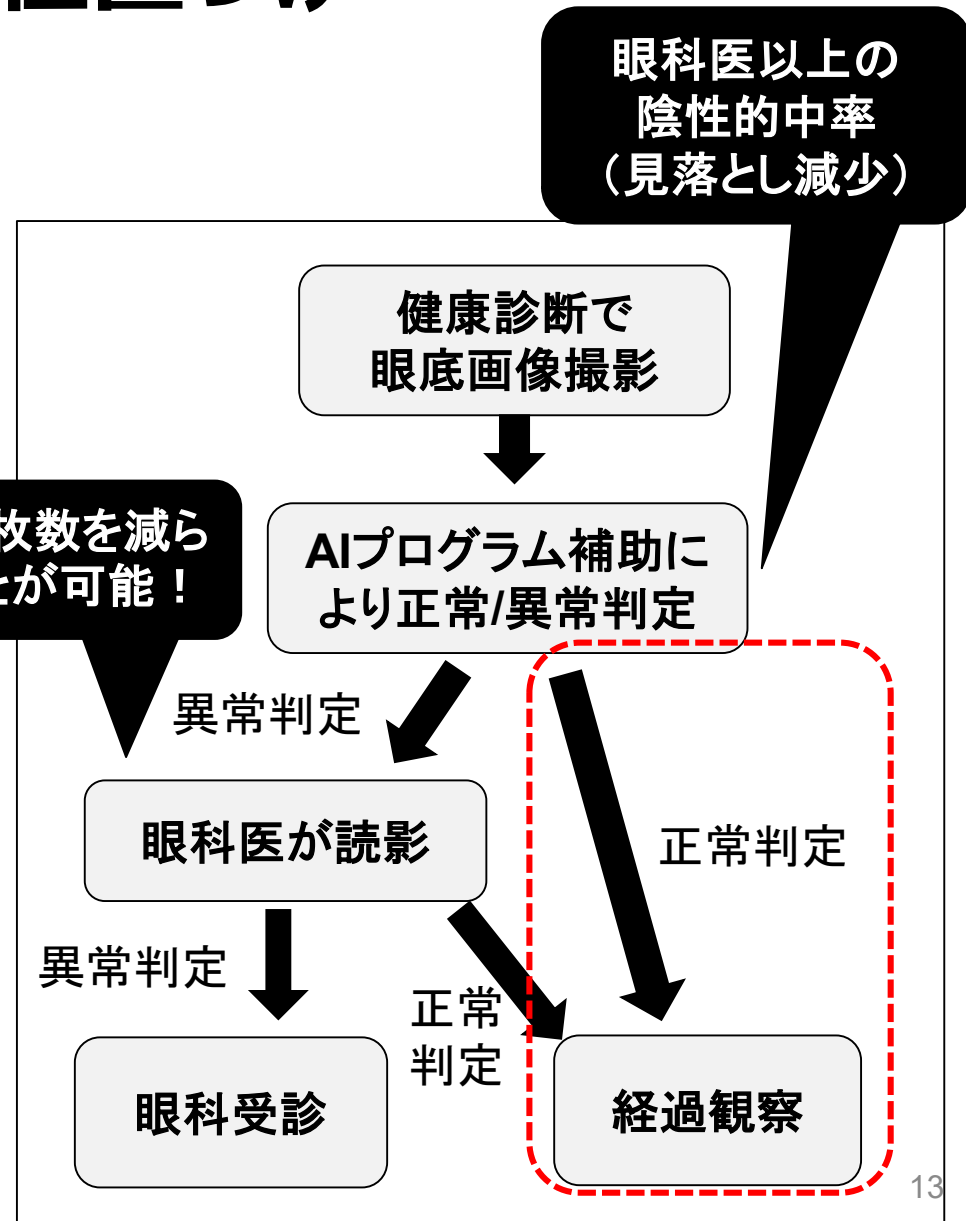 位置づけ
眼科医以上の
陰性的中率
（見落とし減少）
健康診断で
眼底画像撮影
枚数を減ら
とが可能！
AIプログラム補助に
より正常/異常判定
異常判定
眼科医が読影
正常判定
異常判定
正常
判定
眼科受診
経過観察
13